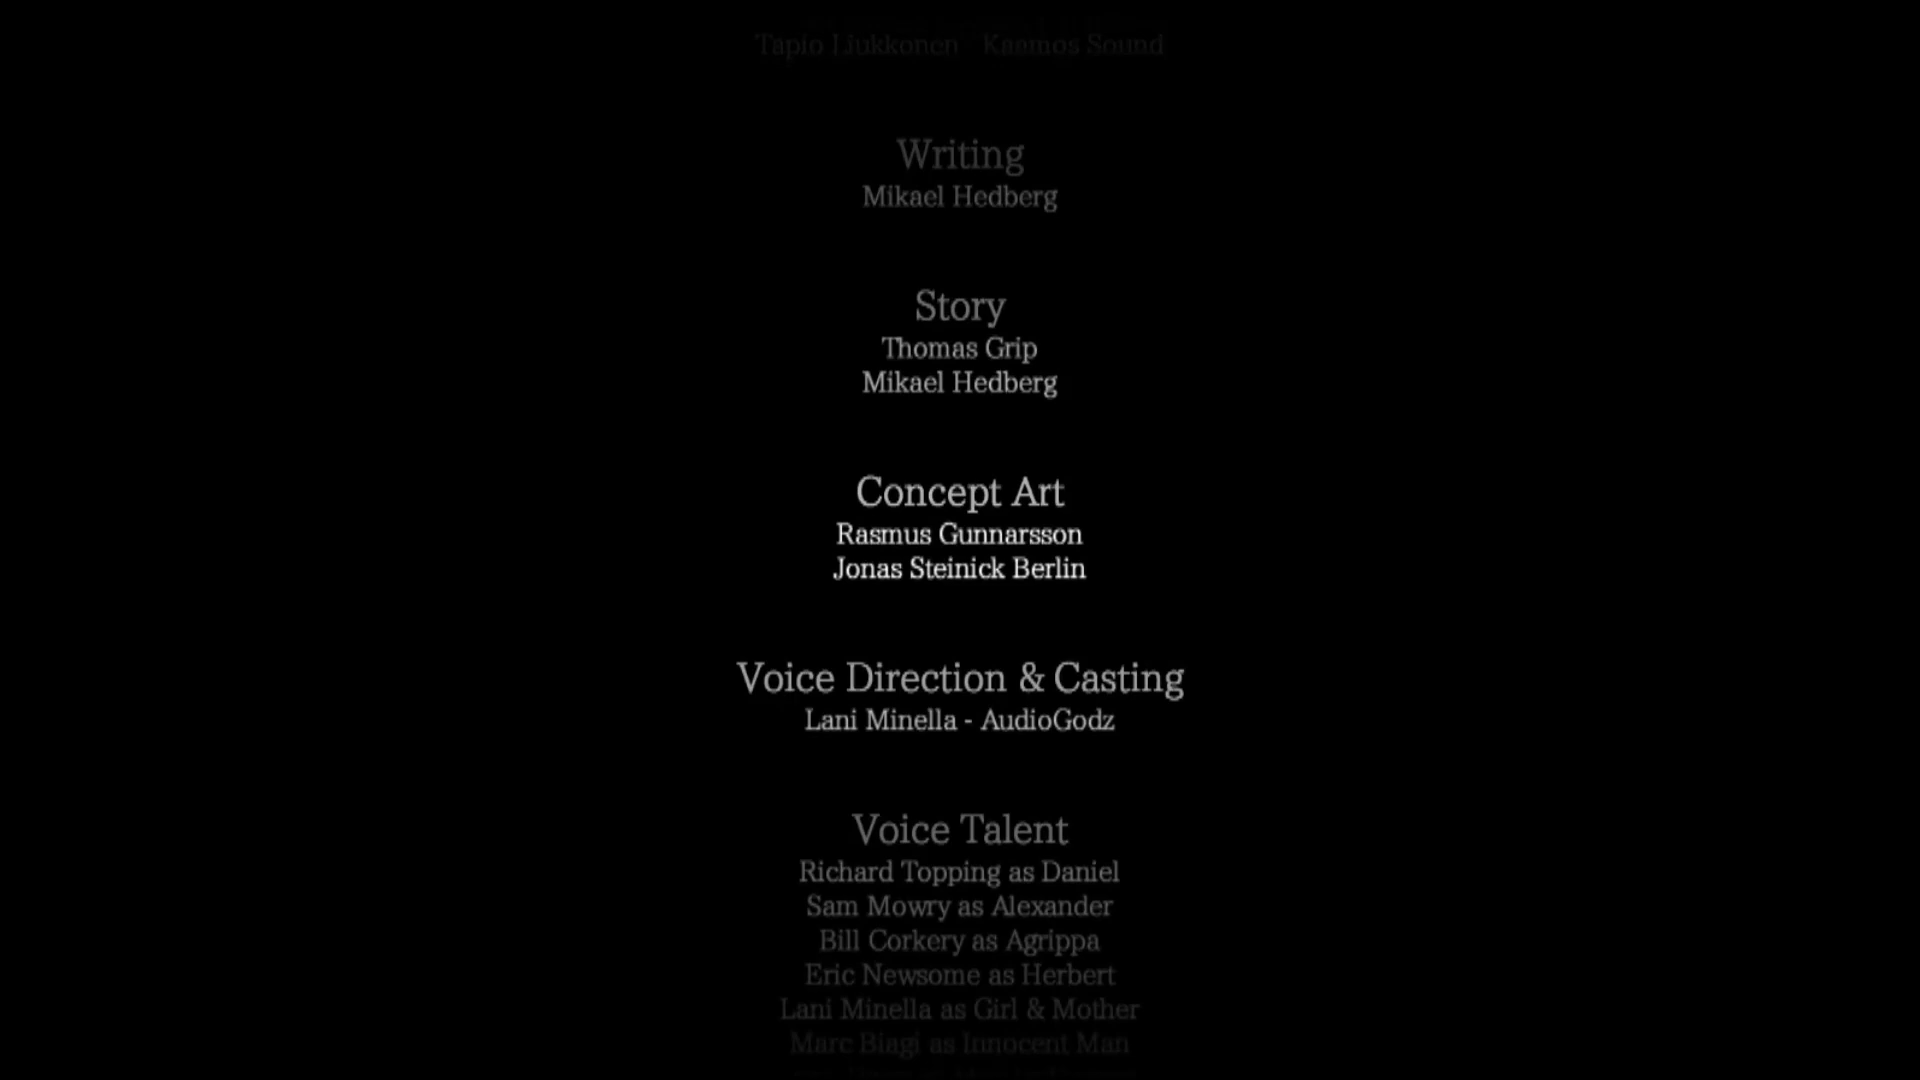 Tapio Liukkonen - Kaamos Sound
Writing
Mikael Hedberg
Story
Thomas Grip
Mikael Hedberg
Concept Art
Rasmus Gunnarsson
Jonas Steinick Berlin
Voice Direction & Casting
Lani Minella - AudioGodz
Voice Talent
Richard Topping as Daniel
Sam Mowry as Alexander
Bill Corkery as Agrippa
Eric Newsome as Herbert
Lani Minella as Girl & Mother
Marc Biagi as Innocent Man